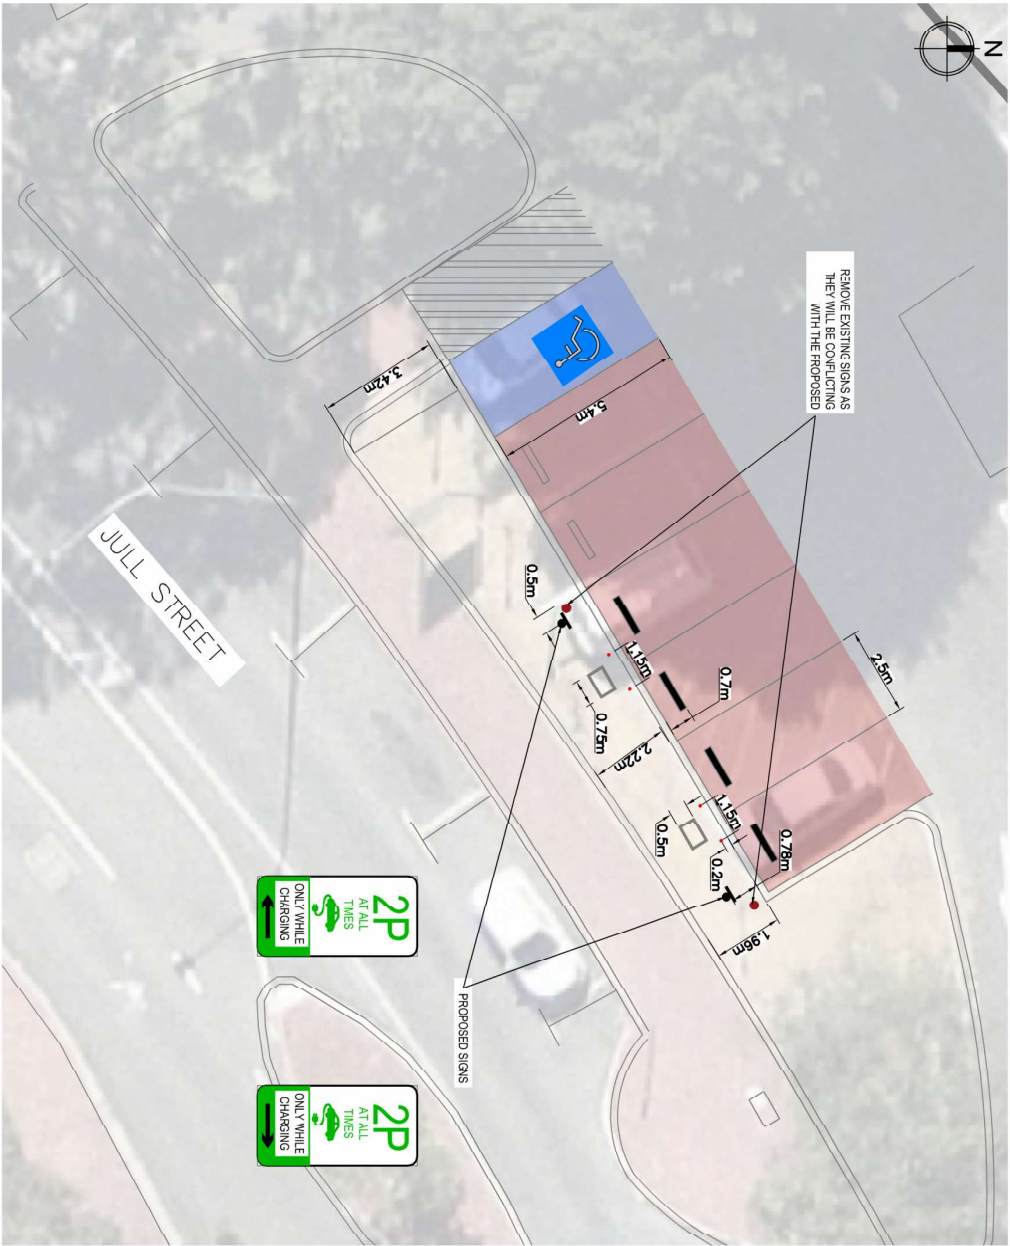 N
REMOVE EXISTING SIGNS AS
THEY WILL BE CONFLICTING
WITH THE PROPOSED
3.42m
5.4m
2.5m
0.5m
1.15m
0.7m
0.75m
2.22m
1.15m
0.5m
0.78m
0.2m
1.96m
JULL STREET
PROPOSED SIGNS
2P
AT ALL
TIMES
ONLY WHILE
CHARGING
2P
AT ALL
TIMES
ONLY WHILE
CHARGING